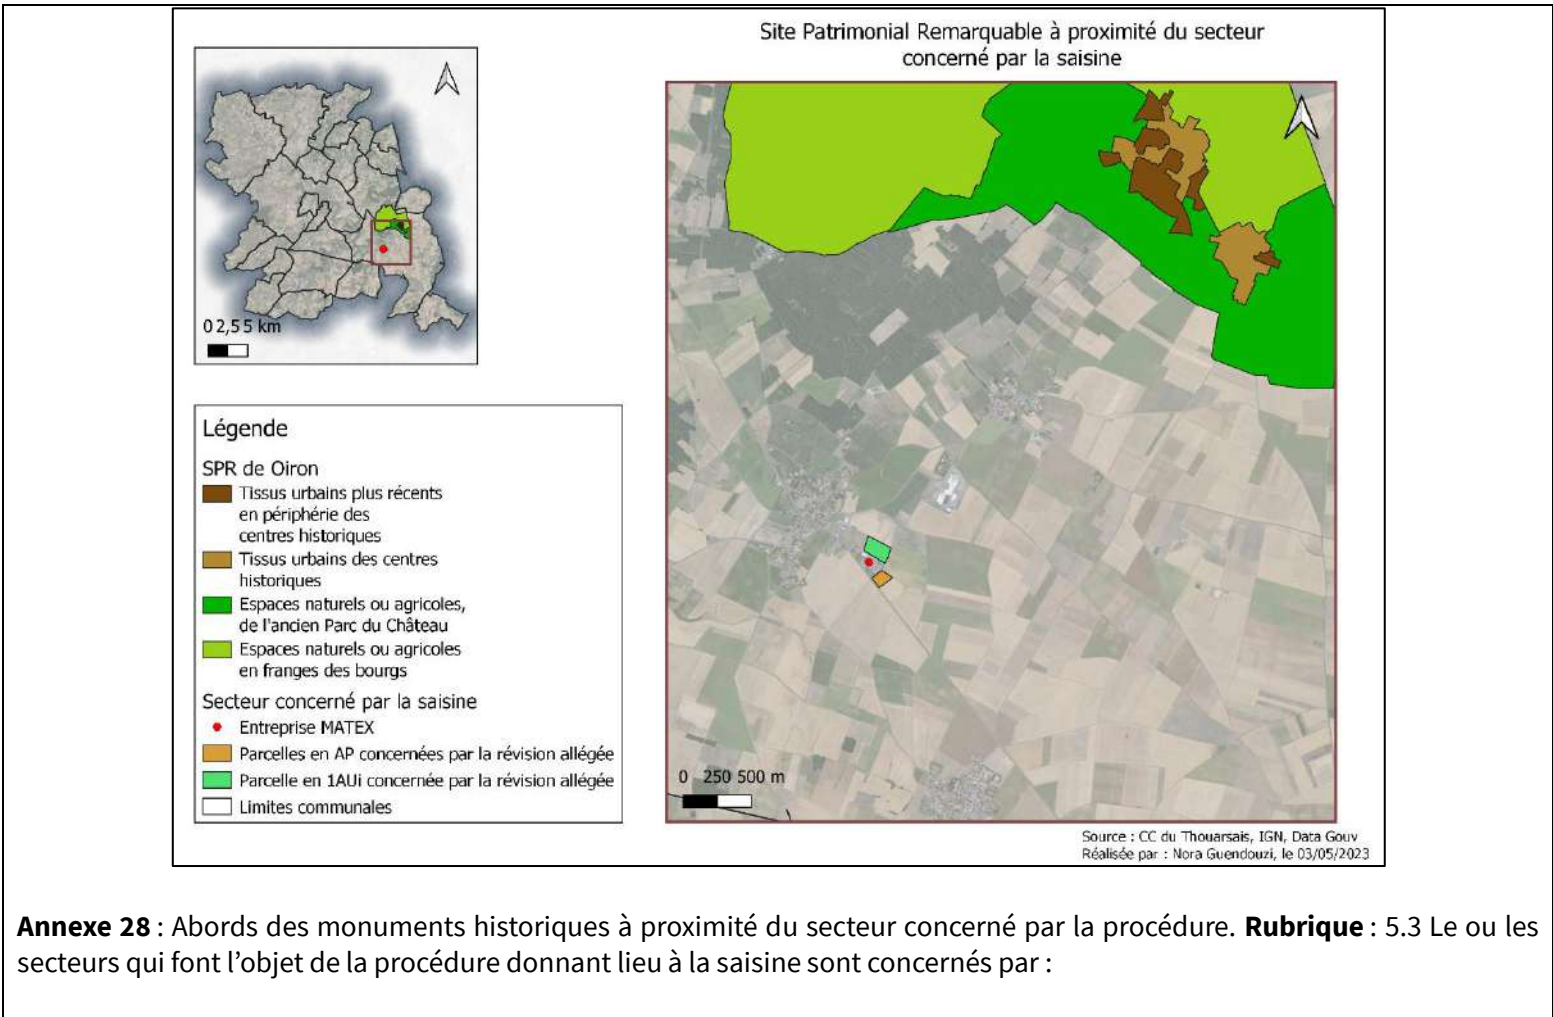 Site Patrimonial Remarquable à proximité du secteur
concerné par la saisine
0 2,5 5 km
Légende
SPR de Oiron
Tissus urbains plus récents
en périphérie des
centres historiques
Tissus urbains des centres
historiques
Espaces naturels ou agricoles,
de l'ancien Parc du Château
Espaces naturels ou agricoles
en franges des bourgs
Secteur concerné par la saisine
Entreprise MATEX
Parcelles en AP concernées par la révision allégée
Parcelle en 1AUi concernée par la révision allégée
Limites communales
0 250 500 m
Source : CC du Thouarsais, IGN, Data Gouv
Réalisée par : Nora Guendouzi, le 03/05/2023
Annexe 28 : Abords des monuments historiques à proximité du secteur concerné par la procédure. Rubrique : 5.3 Le ou les
secteurs qui font l’objet de la procédure donnant lieu à la saisine sont concernés par :